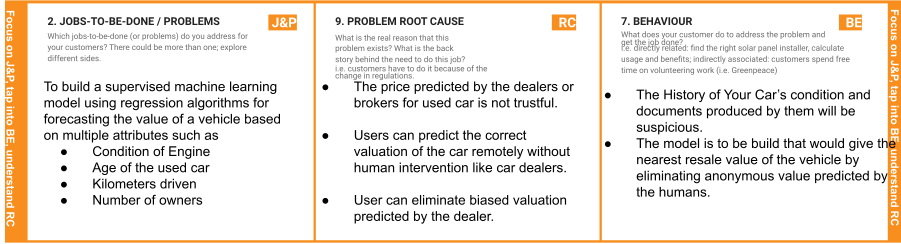 Focus on J&P, tap into BE, understand RC
2. JOBS-TO-BE-DONE / PROBLEMS
J&P
Which jobs-to-be-done (or problems) do you address for
your customers? There could be more than one; explore
different sides.
To build a supervised machine learning
model using regression algorithms for
forecasting the value of a vehicle based
on multiple attributes such as
● Condition of Engine
● Age of the used car
● Kilometers driven
● Number of owners
9. PROBLEM ROOT CAUSE
RC
What is the real reason that this
problem exists? What is the back
story behind the need to do this job?
i.e. customers have to do it because of the
change in regulations.
● The price predicted by the dealers or
brokers for used car is not trustful.
● Users can predict the correct
valuation of the car remotely without
human intervention like car dealers.
● User can eliminate biased valuation
predicted by the dealer.
7. BEHAVIOUR
BE
What does your customer do to address the problem and
get the job done?
i.e. directly related: find the right solar panel installer, calculate
usage and benefits; indirectly associated: customers spend free
time on volunteering work (i.e. Greenpeace)
● The History of Your Car's condition and
documents produced by them will be
suspicious.
● The model is to be build that would give the
nearest resale value of the vehicle by
eliminating anonymous value predicted by
the humans.
Focus on J&P, tap into BE, understand RC